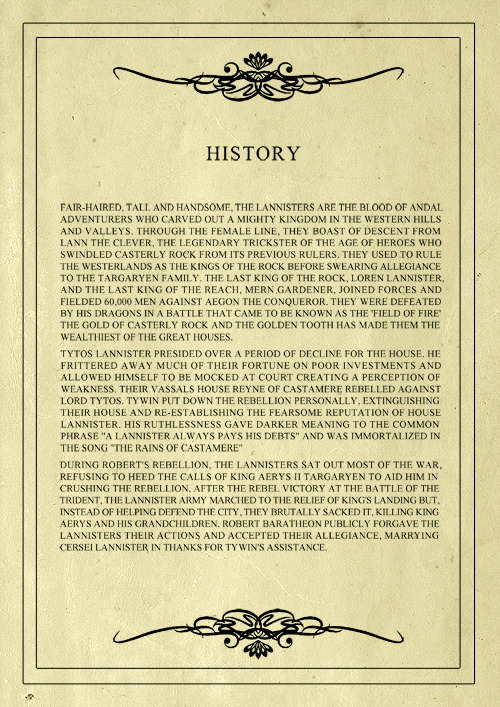 HISTORY
FAIR-HAIRED, TALL AND HANDSOME, THE LANNISTERS ARE THE BLOOD OF ANDAL
ADVENTURERS WHO CARVED OUT A MIGHTY KINGDOM IN THE WESTERN HILLS
AND VALLEYS. THROUGH THE FEMALE LINE, THEY BOAST OF DESCENT FROM
LANN THE CLEVER, THE LEGENDARY TRICKSTER OF THE AGE OF HEROES WHO
SWINDLED CASTERLY ROCK FROM ITS PREVIOUS RULERS. THEY USED TO RULE
THE WESTERLANDS AS THE KINGS OF THE ROCK BEFORE SWEARING ALLEGIANCE
TO THE TARGARYEN FAMILY. THE LAST KING OF THE ROCK, LOREN LANNISTER,
AND THE LAST KING OF THE REACH, MERN GARDENER, JOINED FORCES AND
FIELDED 60,000 MEN AGAINST AEGON THE CONQUEROR. THEY WERE DEFEATED
BY HIS DRAGONS IN A BATTLE THAT CAME TO BE KNOWN AS THE 'FIELD OF FIRE'
THE GOLD OF CASTERLY ROCK AND THE GOLDEN TOOTH HAS MADE THEM THE
WEALTHIEST OF THE GREAT HOUSES.
TYTOS LANNISTER PRESIDED OVER A PERIOD OF DECLINE FOR THE HOUSE. HE
FRITTERED AWAY MUCH OF THEIR FORTUNE ON POOR INVESTMENTS AND
ALLOWED HIMSELF TO BE MOCKED AT COURT CREATING A PERCEPTION OF
WEAKNESS. THEIR VASSALS HOUSE REYNE OF CASTAMERE REBELLED AGAINST
LORD TYTOS. TYWIN PUT DOWN THE REBELLION PERSONALLY, EXTINGUISHING
THEIR HOUSE AND RE-ESTABLISHING THE FEARSOME REPUTATION OF HOUSE
LANNISTER. HIS RUTHLESSNESS GAVE DARKER MEANING TO THE COMMON
PHRASE "A LANNISTER ALWAYS PAYS HIS DEBTS" AND WAS IMMORTALIZED IN
THE SONG "THE RAINS OF CASTAMERE"
DURING ROBERT'S REBELLION, THE LANNISTERS SAT OUT MOST OF THE WAR,
REFUSING TO HEED THE CALLS OF KING AERYS II TARGARYEN TO AID HIM IN
CRUSHING THE REBELLION. AFTER THE REBEL VICTORY AT THE BATTLE OF THE
TRIDENT, THE LANNISTER ARMY MARCHED TO THE RELIEF OF KING'S LANDING BUT,
INSTEAD OF HELPING DEFEND THE CITY, THEY BRUTALLY SACKED IT, KILLING KING
AERYS AND HIS GRANDCHILDREN. ROBERT BARATHEON PUBLICLY FORGAVE THE
LANNISTERS THEIR ACTIONS AND ACCEPTED THEIR ALLEGIANCE, MARRYING
CERSEI LANNISTER IN THANKS FOR TYWIN'S ASSISTANCE.